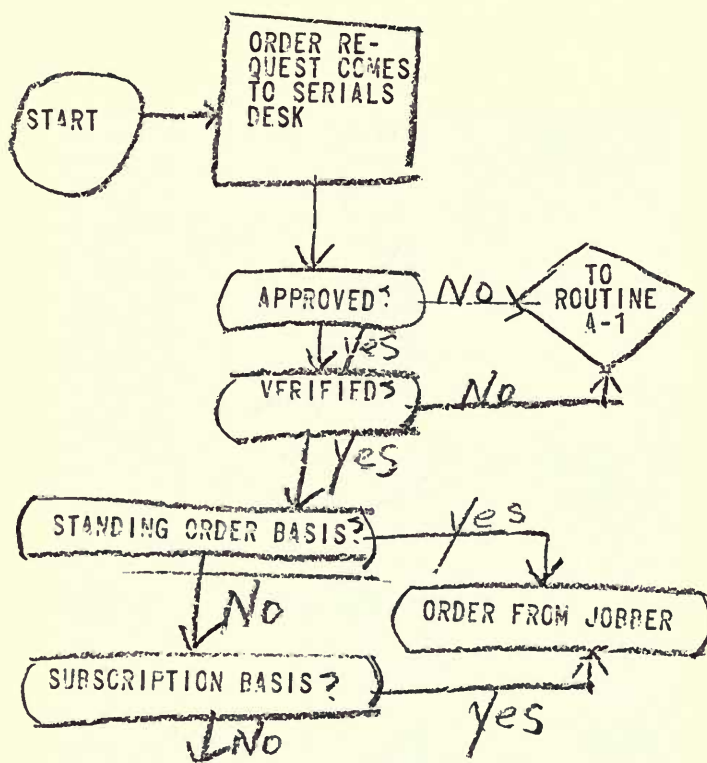 START
ORDER RE-
QUEST COMES
TO SERIALS
DESK
APPROVED?
No
TO
ROUTINE
A-1
yes
VERIFIED?
No
yes
STANDING ORDER BASIS?
yes
No
ORDER FROM JOBBER
SUBSCRIPTION BASIS?
yes
No